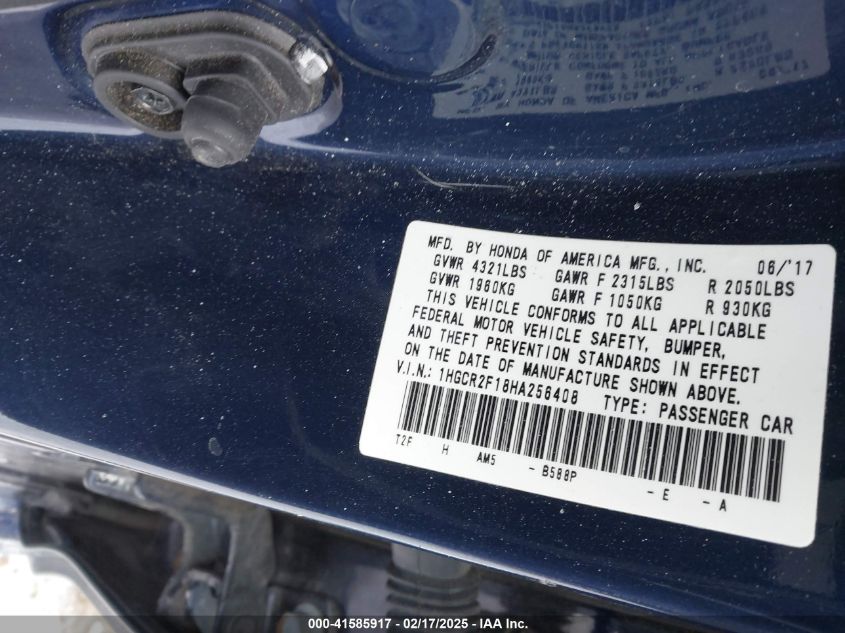 MFD. BY HONDA OF AMERICA MFG., INC. 06/'17
GVWR 4321LBS GAWR F 2315LBS R 2050LBS
GVWR 1960KG GAWR F 1050KG R 930KG
THIS VEHICLE CONFORMS TO ALL APPLICABLE
FEDERAL MOTOR VEHICLE SAFETY, BUMPER,
AND THEFT PREVENTION STANDARDS IN EFFECT
ON THE DATE OF MANUFACTURE SHOWN ABOVE.
V.I.N.: 1HGCR2F18HA256408 TYPE: PASSENGER CAR
T2F H AM5 - B588P - E - A
000-41585917 - 02/17/2025 - IAAI.COM